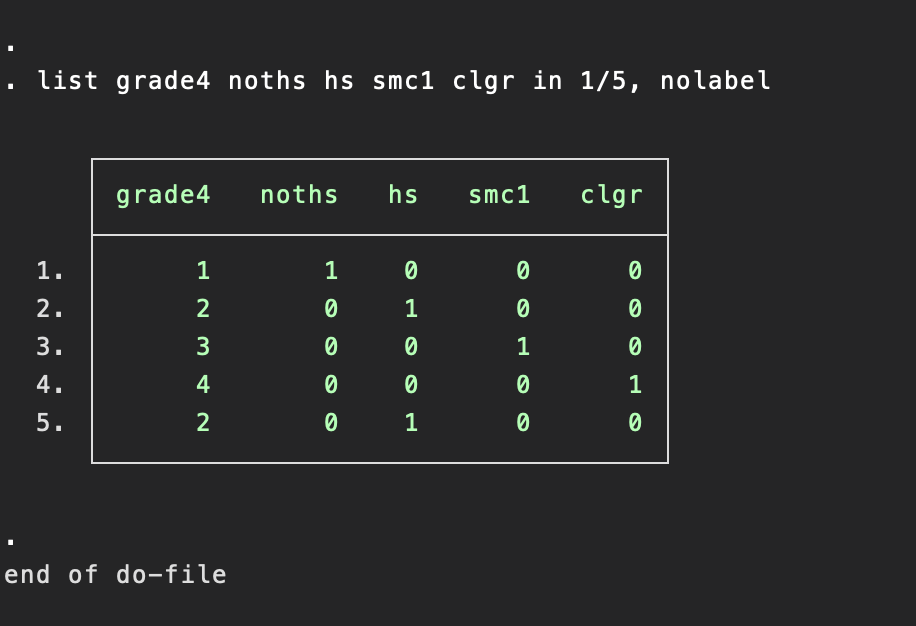 .
. list grade4 noths hs smc1 clgr in 1/5, nolabel
grade4 noths hs smc1 clgr
1. 1 1 0 0 0
2. 2 0 1 0 0
3. 3 0 0 1 0
4. 4 0 0 0 1
5. 2 0 1 0 0
.
end of do-file